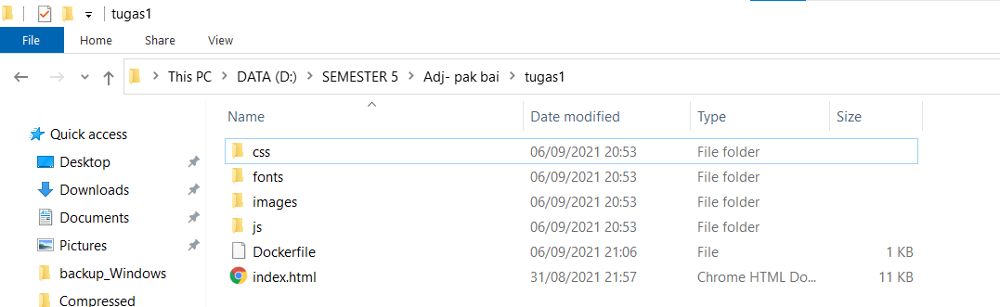 tugas1
File Home Share View
This PC DATA (D:) SEMESTER 5 Adj- pak bai tugas1
Name Date modified Type Size
Quick access
Desktop
Downloads
Documents
Pictures
backup_Windows
Compressed
css 06/09/2021 20:53 File folder
fonts 06/09/2021 20:53 File folder
images 06/09/2021 20:53 File folder
js 06/09/2021 20:53 File folder
Dockerfile 06/09/2021 21:06 File 1 KB
index.html 31/08/2021 21:57 Chrome HTML Do... 11 KB